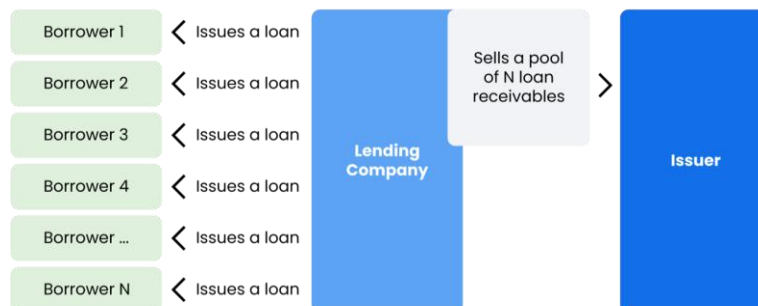 Borrower 1
Issues a loan
Borrower 2
Issues a loan
Borrower 3
Issues a loan
Borrower 4
Issues a loan
Borrower ...
Issues a loan
Borrower N
Issues a loan
Lending
Company
Sells a pool
of N loan
receivables
Issuer